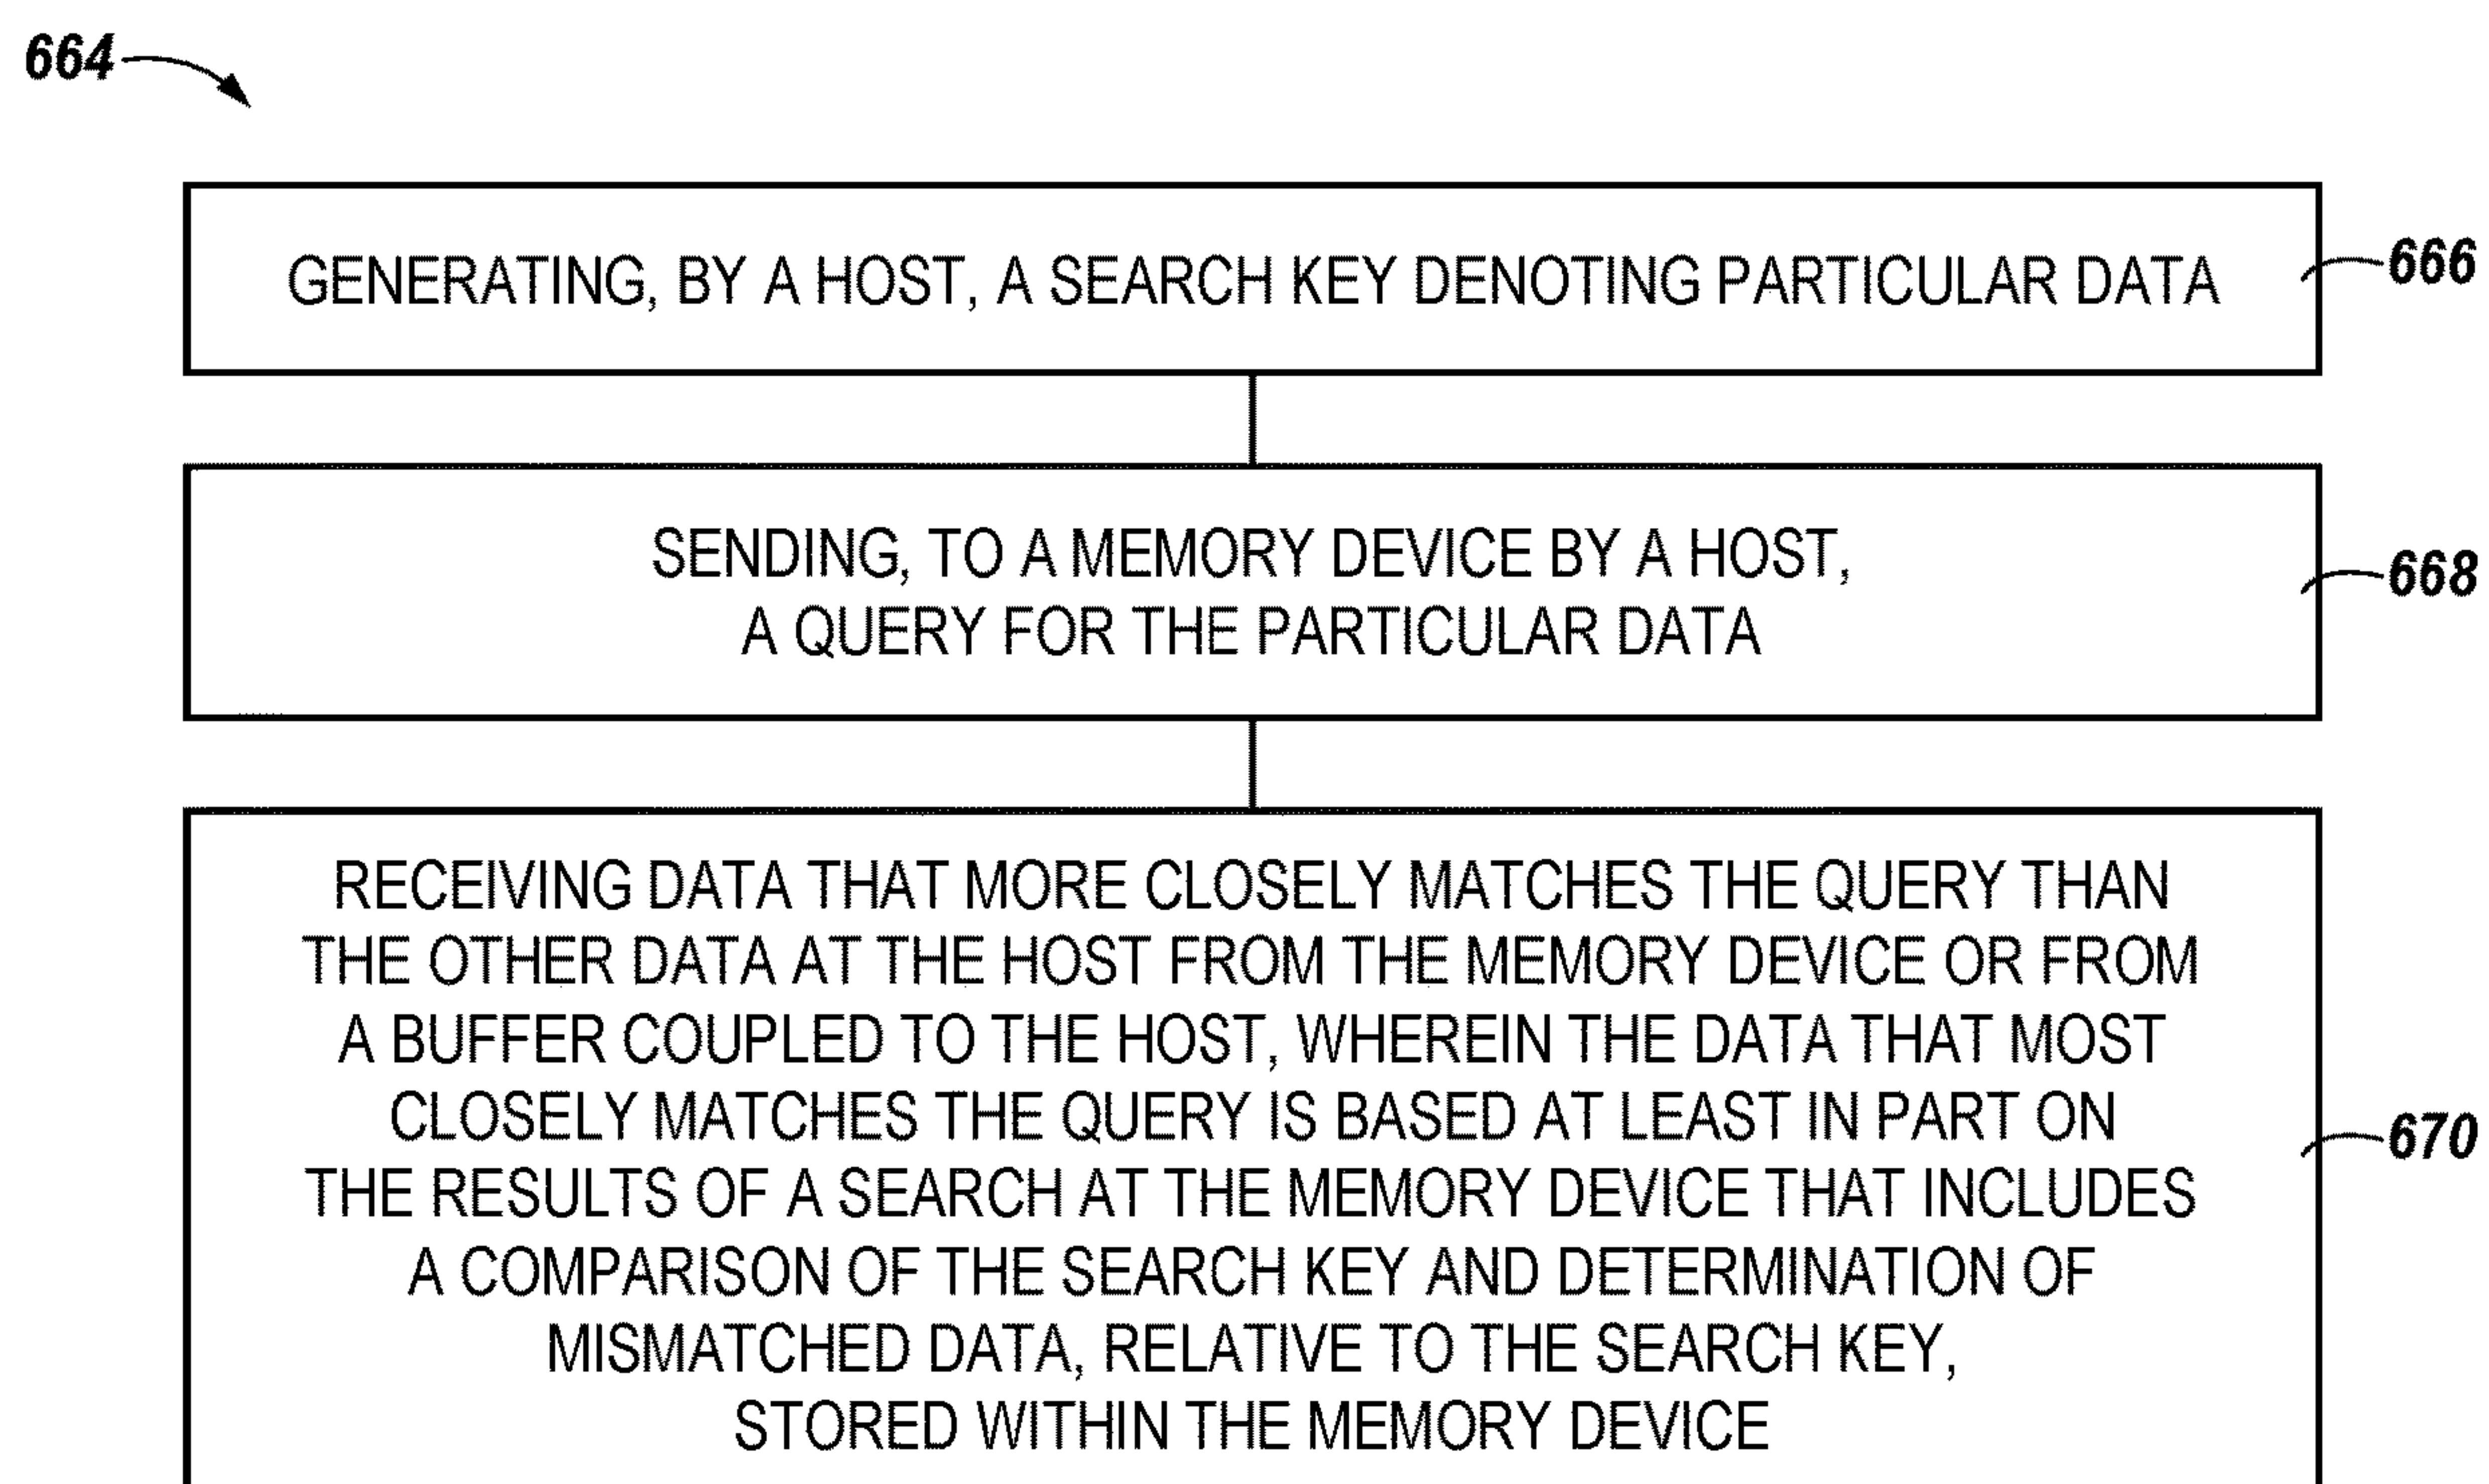 664
GENERATING, BY A HOST, A SEARCH KEY DENOTING PARTICULAR DATA
666
SENDING, TO A MEMORY DEVICE BY A HOST,
A QUERY FOR THE PARTICULAR DATA
668
RECEIVING DATA THAT MORE CLOSELY MATCHES THE QUERY THAN
THE OTHER DATA AT THE HOST FROM THE MEMORY DEVICE OR FROM
A BUFFER COUPLED TO THE HOST, WHEREIN THE DATA THAT MOST
CLOSELY MATCHES THE QUERY IS BASED AT LEAST IN PART ON
THE RESULTS OF A SEARCH AT THE MEMORY DEVICE THAT INCLUDES
A COMPARISON OF THE SEARCH KEY AND DETERMINATION OF
MISMATCHED DATA, RELATIVE TO THE SEARCH KEY,
STORED WITHIN THE MEMORY DEVICE
670